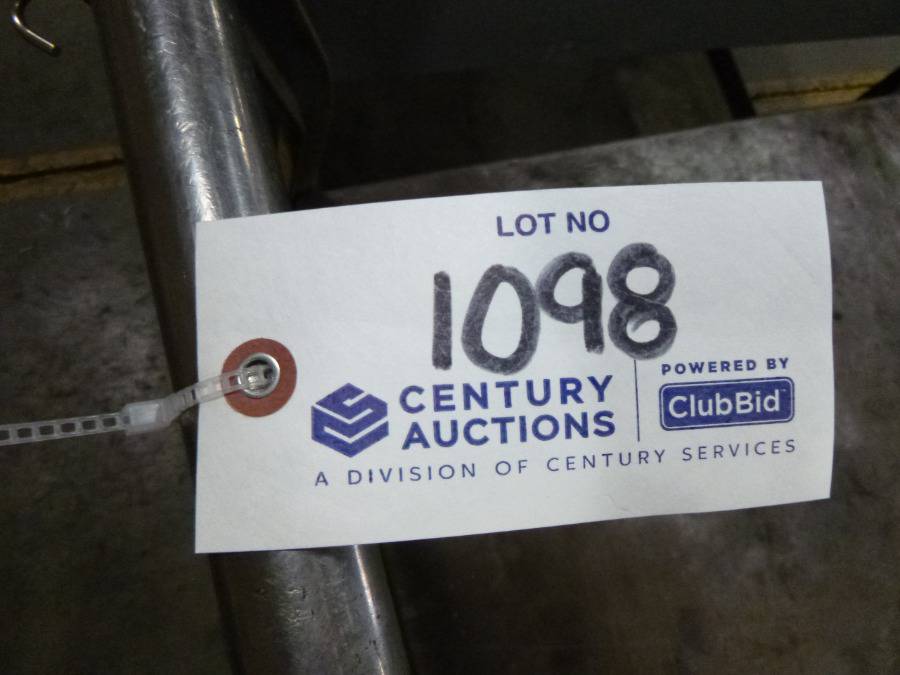 LOT NO
1098
CENTURY
AUCTIONS
A DIVISION OF CENTURY SERVICES
POWERED BY
ClubBid